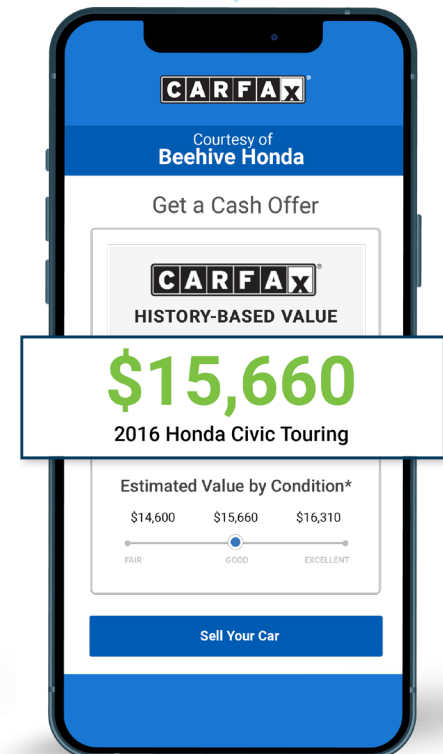 CARFAX®
Courtesy of
Beehive Honda
Get a Cash Offer
CARFAX®
HISTORY-BASED VALUE
$15,660
2016 Honda Civic Touring
Estimated Value by Condition*
$14,600 $15,660 $16,310
FAIR GOOD EXCELLENT
Sell Your Car